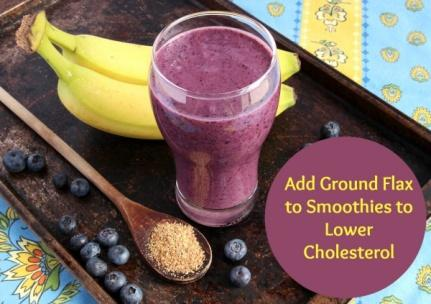 Add Ground Flax
to Smoothies to
Lower
Cholesterol